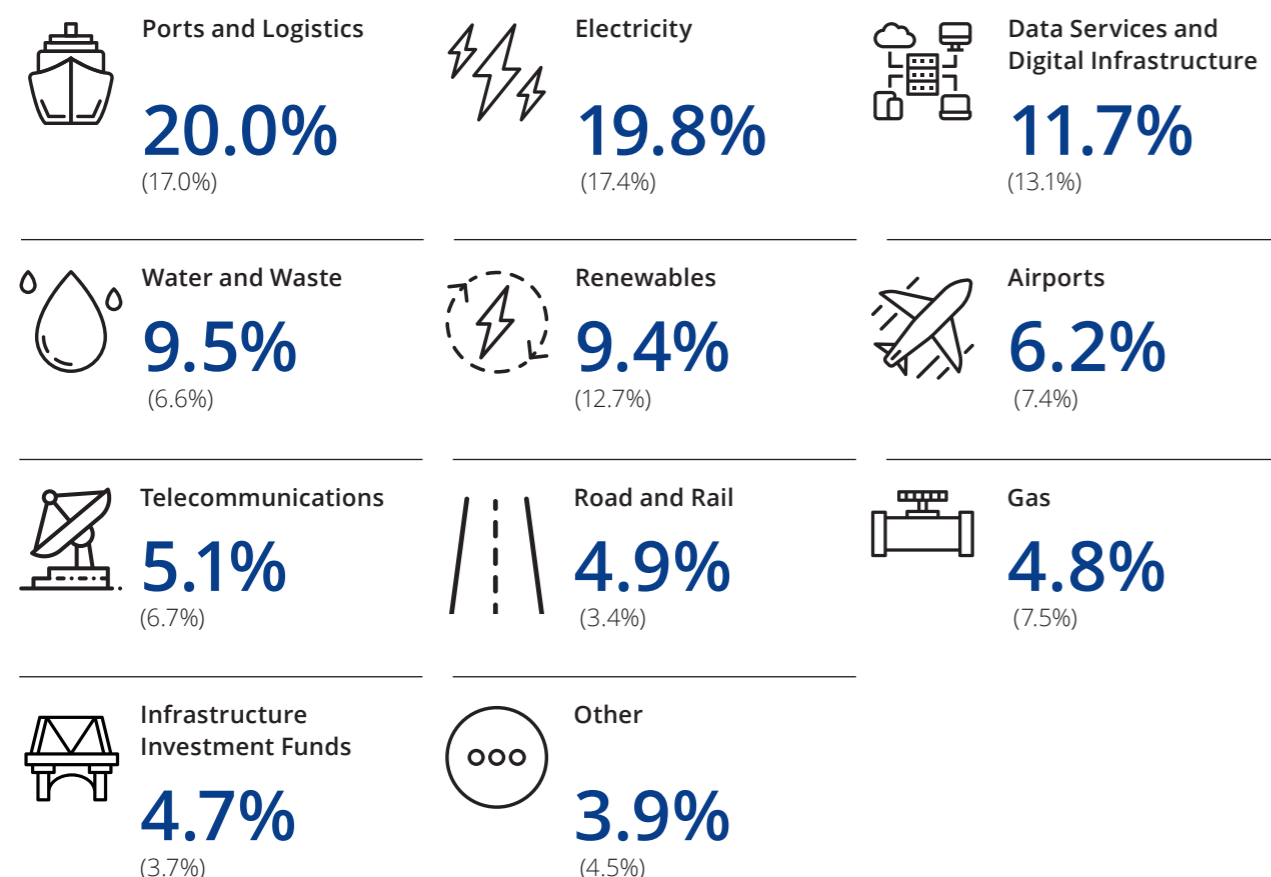 Ports and Logistics
20.0%
(17.0%)
Electricity
19.8%
(17.4%)
Data Services and
Digital Infrastructure
11.7%
(13.1%)
Water and Waste
9.5%
(6.6%)
Renewables
9.4%
(12.7%)
Airports
6.2%
(7.4%)
Telecommunications
5.1%
(6.7%)
Road and Rail
4.9%
(3.4%)
Gas
4.8%
(7.5%)
Infrastructure
Investment Funds
4.7%
(3.7%)
Other
3.9%
(4.5%)